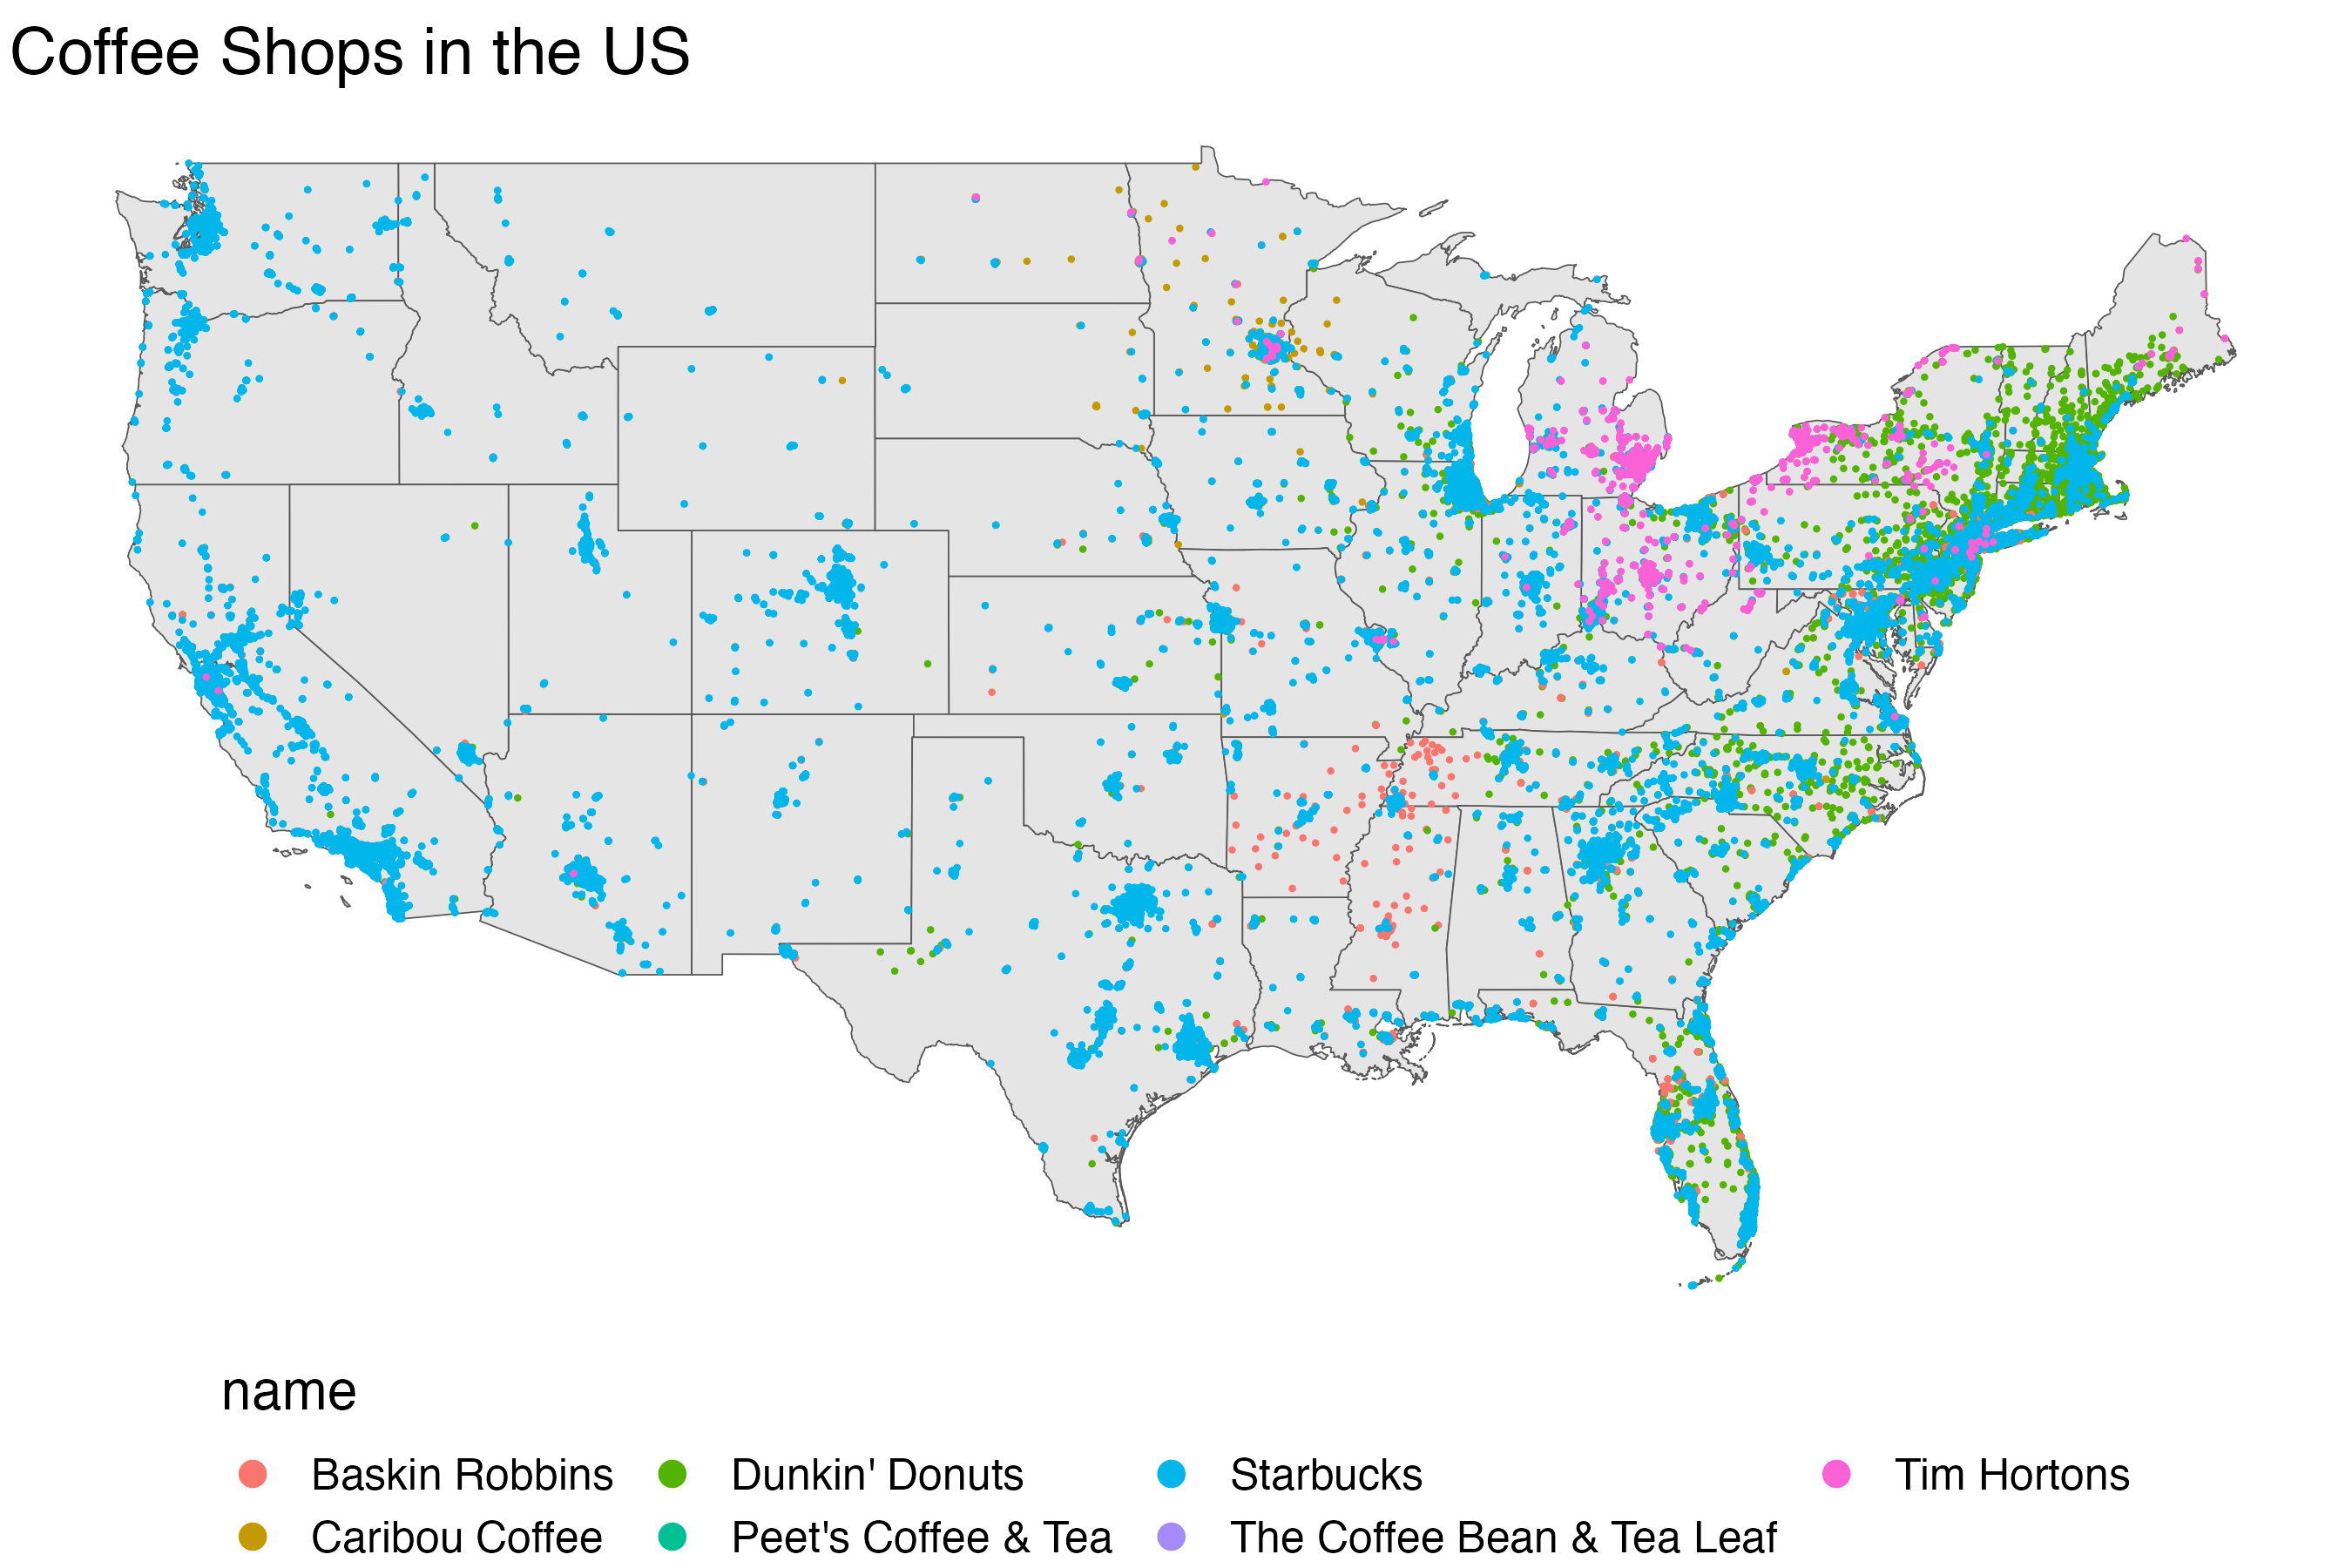 Coffee Shops in the US
name
Baskin Robbins Dunkin' Donuts Starbucks Tim Hortons
Caribou Coffee Peet's Coffee & Tea The Coffee Bean & Tea Leaf